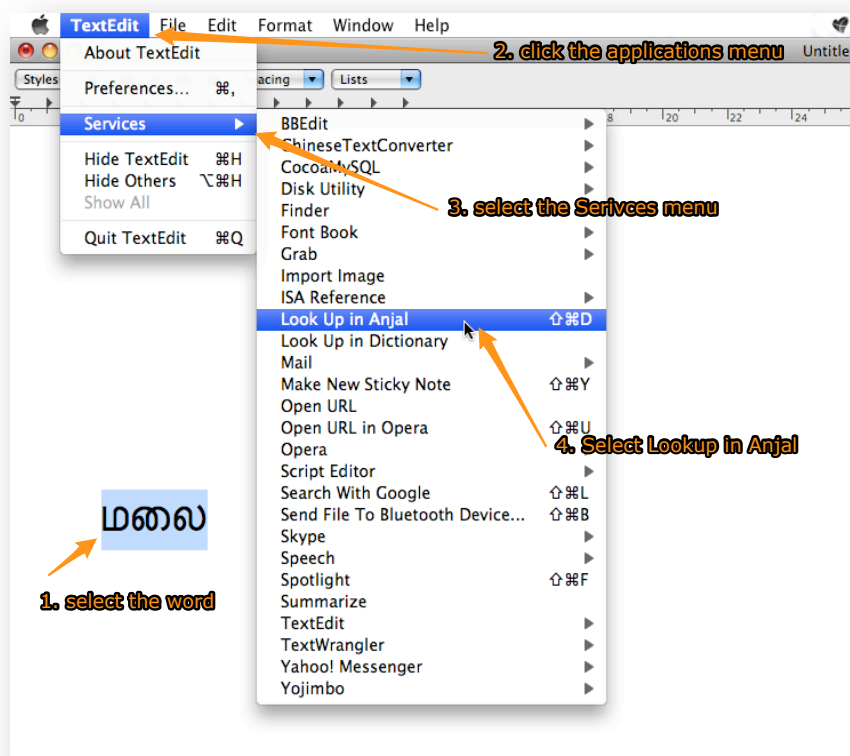 TextEdit File Edit Format Window Help
2. click the applications menu
Untitle
About TextEdit
Preferences... ⌘,
Services
Hide TextEdit ⌘H
Hide Others ⌥⌘H
Show All
Quit TextEdit ⌘Q
Styles
acing
Lists
0 8 20 22 24
BBEdit
ChineseTextConverter
CocoaMySQL
Disk Utility
Finder
Font Book
Grab
Import Image
ISA Reference
Look Up in Anjal ⇧⌘D
Look Up in Dictionary
Mail
Make New Sticky Note ⇧⌘Y
Open URL
Open URL in Opera ⇧⌘U
Opera
Script Editor
Search With Google ⇧⌘L
Send File To Bluetooth Device... ⇧⌘B
Skype
Speech
Spotlight ⇧⌘F
Summarize
TextEdit
TextWrangler
Yahoo! Messenger
Yojimbo
3. select the Serivces menu
4. Select Lookup in Anjal
மலை
1. select the word